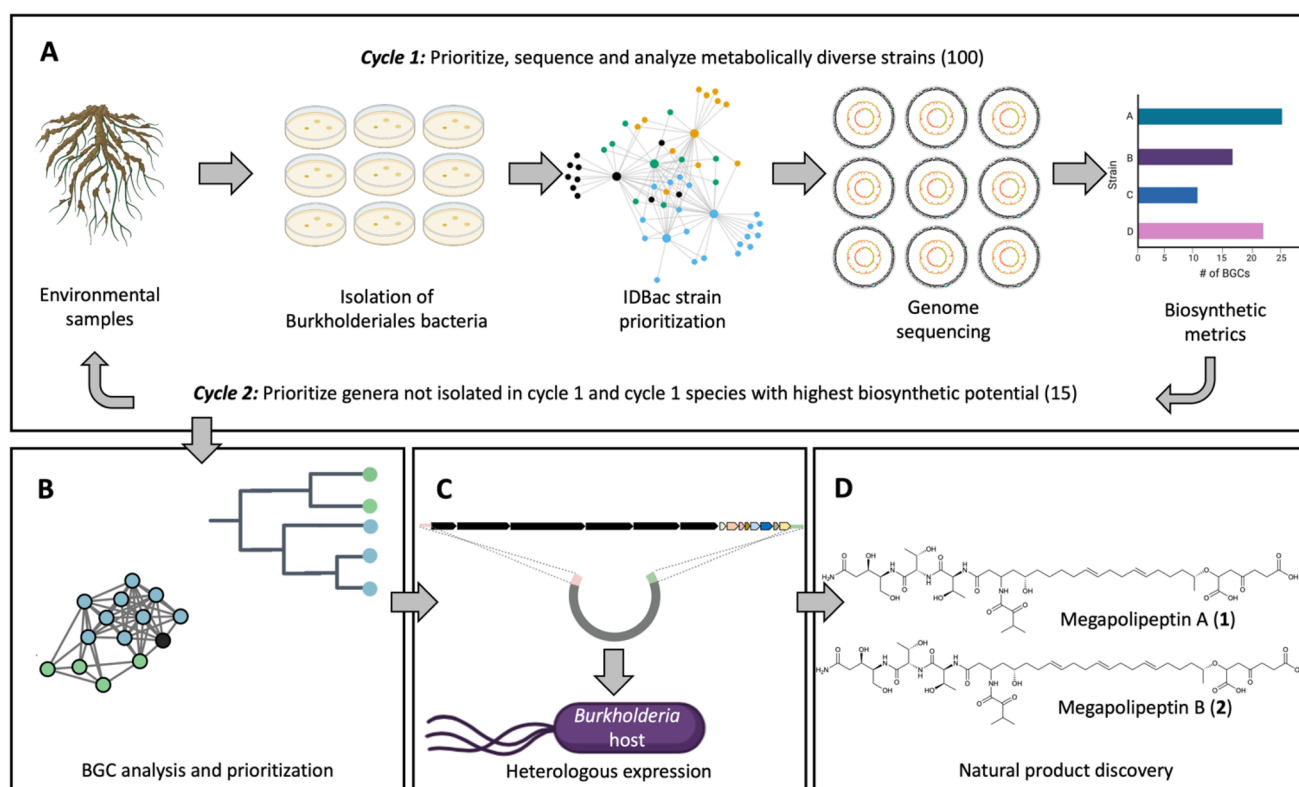 A
Cycle 1: Prioritize, sequence and analyze metabolically diverse strains (100)
Environmental
samples
Isolation of
Burkholderiales bacteria
IDBac strain
prioritization
Genome
sequencing
Strain
A
B
C
D
0 5 10 15 20 25
# of BGCs
Biosynthetic
metrics
Cycle 2: Prioritize genera not isolated in cycle 1 and cycle 1 species with highest biosynthetic potential (15)
B
BGC analysis and prioritization
C
Burkholderia
host
Heterologous expression
D
Megapolipeptin A (1)
Megapolipeptin B (2)
Natural product discovery